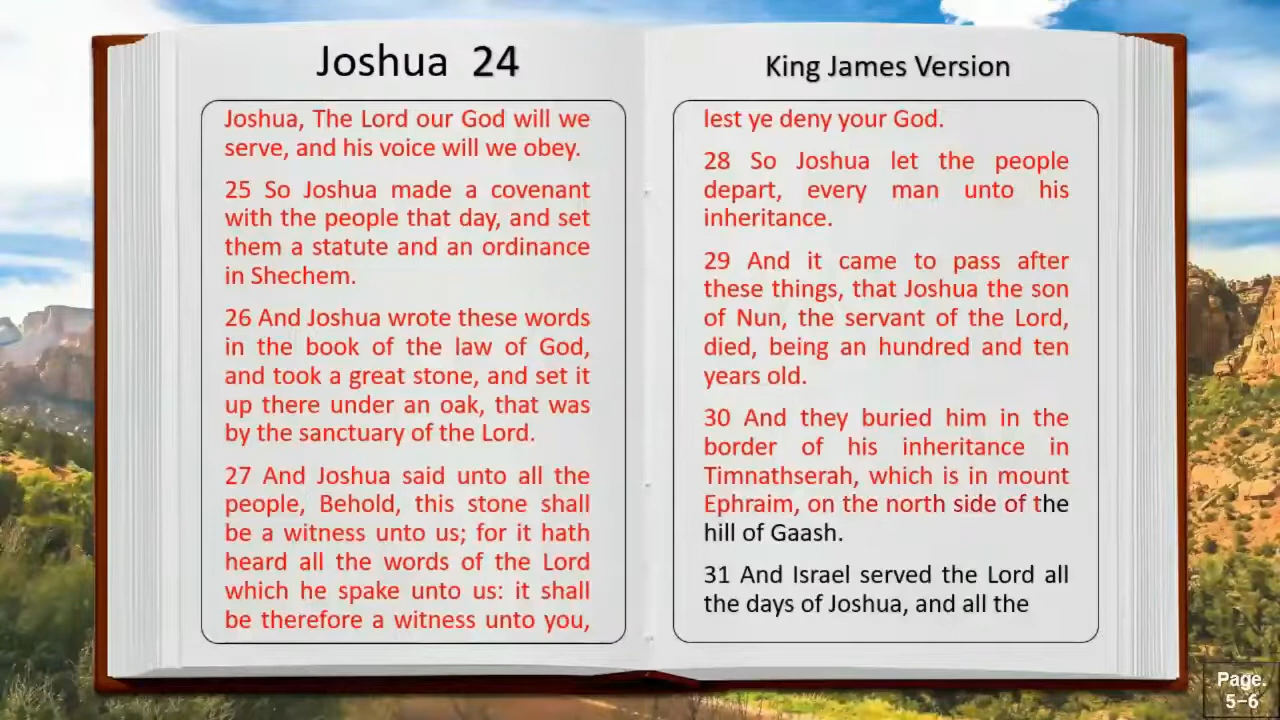 Joshua 24
Joshua, The Lord our God will we
serve, and his voice will we obey.
25 So Joshua made a covenant
with the people that day, and set
them a statute and an ordinance
in Shechem.
26 And Joshua wrote these words
in the book of the law of God,
and took a great stone, and set it
up there under an oak, that was
by the sanctuary of the Lord.
27 And Joshua said unto all the
people, Behold, this stone shall
be a witness unto us; for it hath
heard all the words of the Lord
which he spake unto us: it shall
be therefore a witness unto you,
King James Version
lest ye deny your God.
28 So Joshua let the people
depart, every man unto his
inheritance.
29 And it came to pass after
these things, that Joshua the son
of Nun, the servant of the Lord,
died, being an hundred and ten
years old.
30 And they buried him in the
border of his inheritance in
Timnathserah, which is in mount
Ephraim, on the north side of the
hill of Gaash.
31 And Israel served the Lord all
the days of Joshua, and all the
Page.
5-6